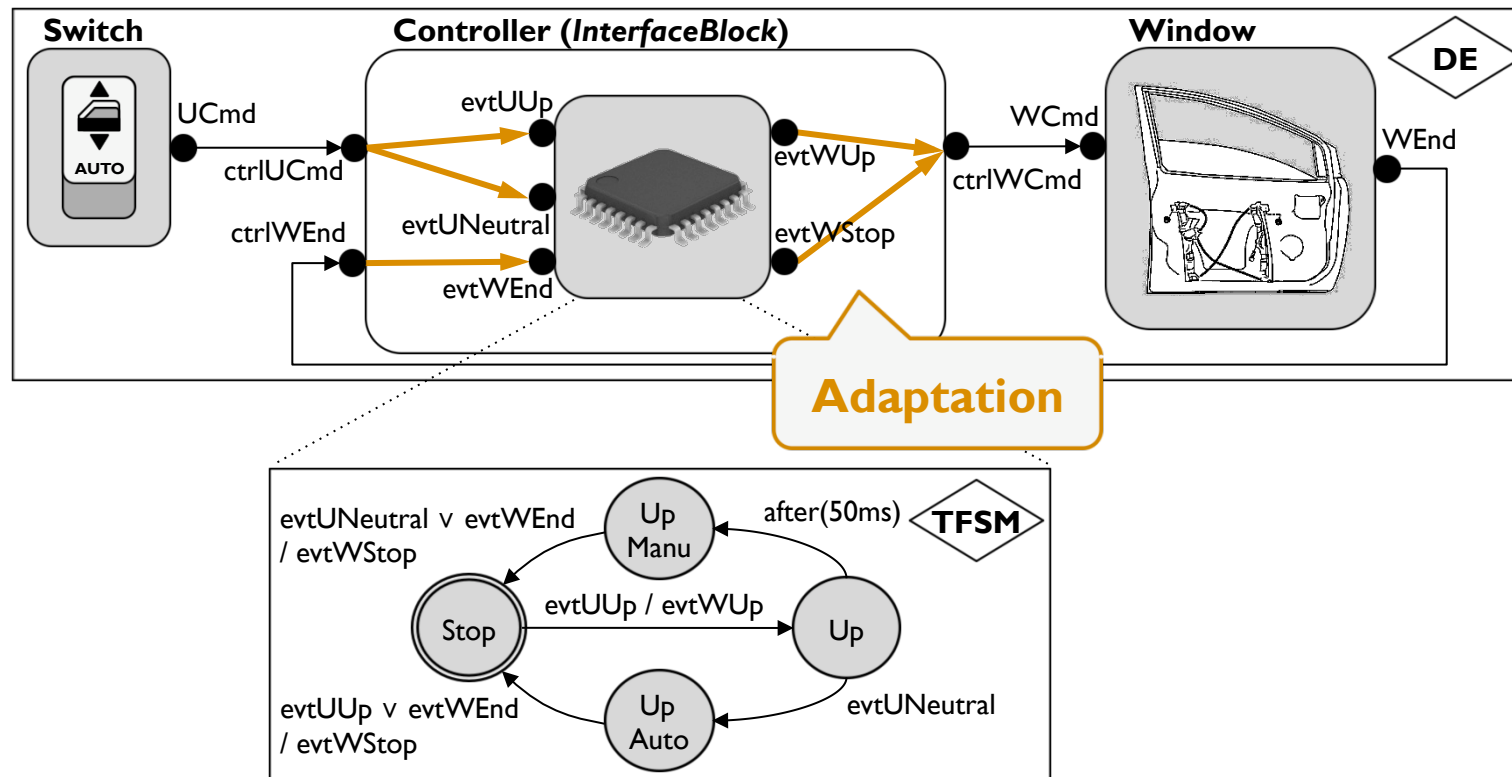 Switch
Controller (InterfaceBlock)
Window
DE
AUTO
UCmd
ctrlUCmd
ctrlWEnd
evtUUp
evtUNeutral
evtWEnd
evtWUp
evtWStop
ctrlWCmd
WCmd
WEnd
Adaptation
TFSM
evtUNeutral ∨ evtWEnd
/ evtWStop
Up
Manu
after(50ms)
Stop
evtUUp / evtWUp
Up
evtUUp ∨ evtWEnd
/ evtWStop
Up
Auto
evtUNeutral